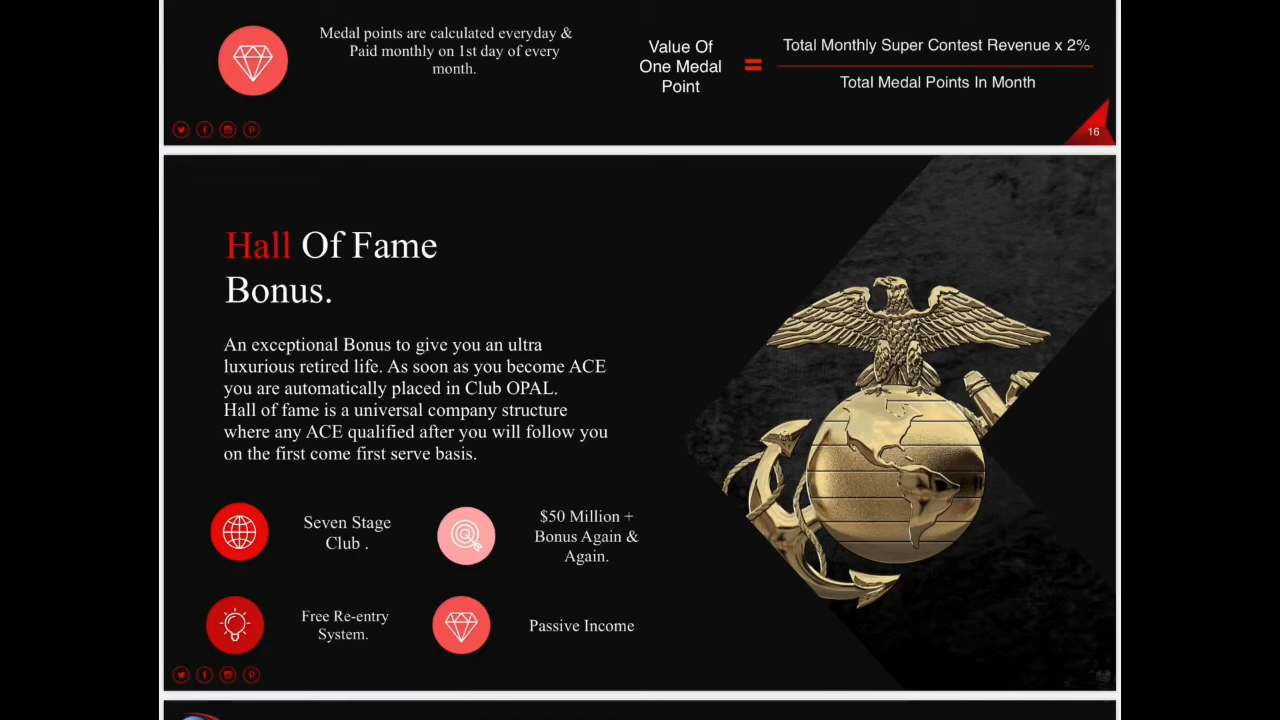 Medal points are calculated everyday &
Paid monthly on 1st day of every
month.
Value Of
One Medal
Point
=
Total Monthly Super Contest Revenue x 2%
Total Medal Points In Month
16
Hall Of Fame
Bonus.
An exceptional Bonus to give you an ultra
luxurious retired life. As soon as you become ACE
you are automatically placed in Club OPAL.
Hall of fame is a universal company structure
where any ACE qualified after you will follow you
on the first come first serve basis.
Seven Stage
Club .
$50 Million +
Bonus Again &
Again.
Free Re-entry
System.
Passive Income